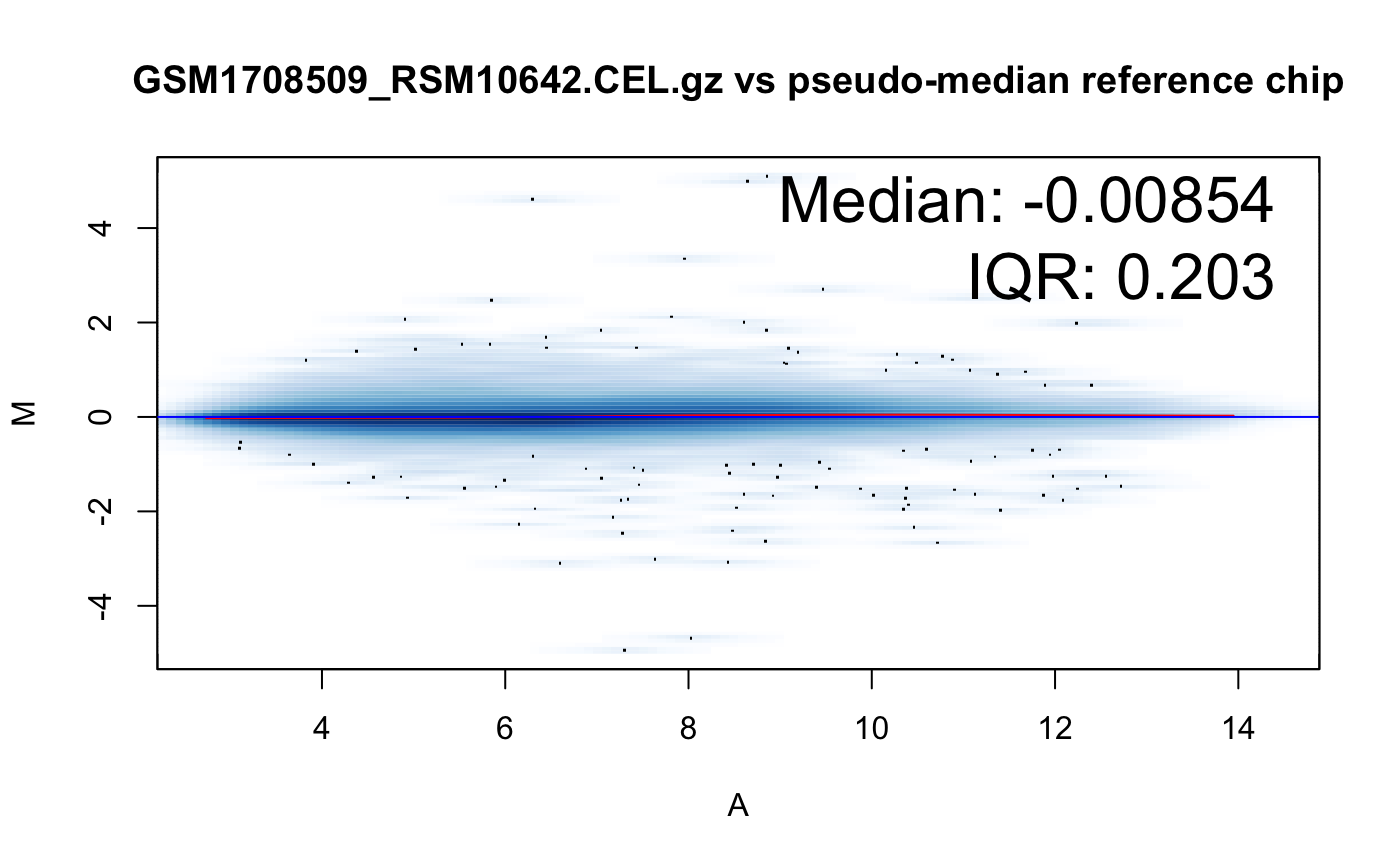 GSM1708509_RSM10642.CEL.gz vs pseudo-median reference chip
Median: -0.00854
IQR: 0.203
4
2
0
-2
-4
M
4 6 8 10 12 14
A